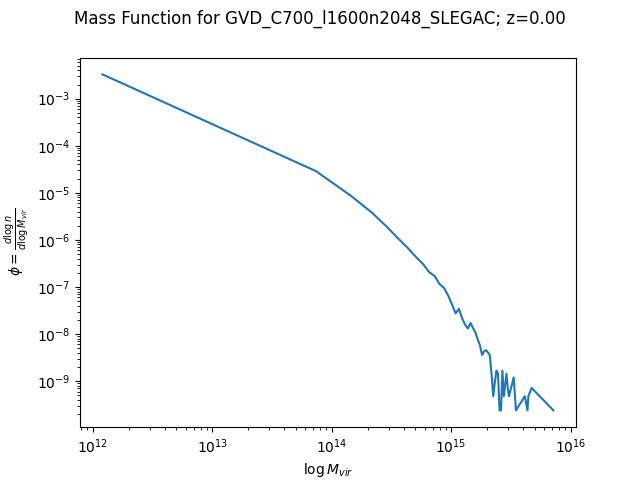 Mass Function for GVD_C700_l1600n2048_SLEGAC; z=0.00
10⁻³
10⁻⁴
10⁻⁵
10⁻⁶
10⁻⁷
10⁻⁸
10⁻⁹
ϕ = d log n / d log M_vir
10¹² 10¹³ 10¹⁴ 10¹⁵ 10¹⁶
log M_vir